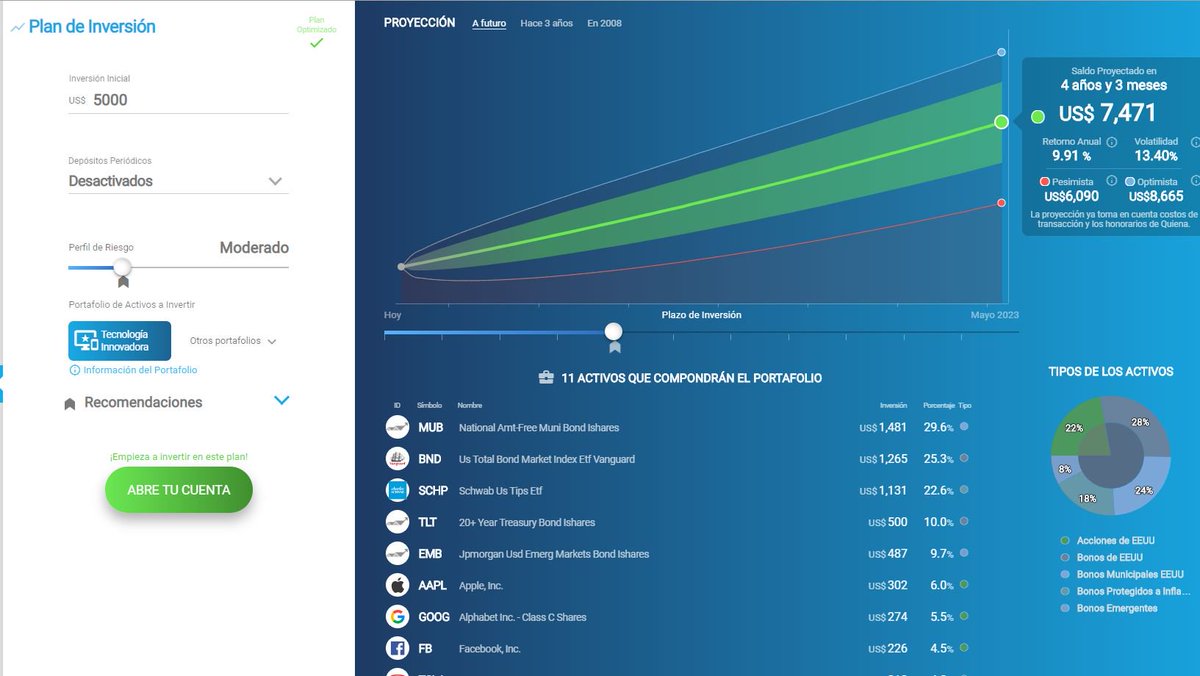 Plan de Inversión
Plan
Optimizado
Inversión Inicial
US$ 5000
Depósitos Periódicos
Desactivados
Perfil de Riesgo
Moderado
Portafolio de Activos a Invertir
Tecnología
Innovadora
Otros portafolios
Información del Portafolio
Recomendaciones
¡Empieza a invertir en este plan!
ABRE TU CUENTA
PROYECCIÓN A futuro Hace 3 años En 2008
Saldo Proyectado en
4 años y 3 meses
US$ 7,471
Retorno Anual Volatilidad
9.91 % 13.40%
Pesimista Optimista
US$6,090 US$8,665
La proyección ya toma en cuenta costos de
transacción y los honorarios de Quiena.
Hoy Plazo de Inversión Mayo 2023
11 ACTIVOS QUE COMPONDRÁN EL PORTAFOLIO
ID Símbolo Nombre Inversión Porcentaje Tipo
MUB National Amt-Free Muni Bond Ishares US$ 1,481 29.6%
BND Us Total Bond Market Index Etf Vanguard US$ 1,265 25.3%
SCHP Schwab Us Tips Etf US$ 1,131 22.6%
TLT 20+ Year Treasury Bond Ishares US$ 500 10.0%
EMB Jpmorgan Usd Emerg Markets Bond Ishares US$ 487 9.7%
AAPL Apple, Inc. US$ 302 6.0%
GOOG Alphabet Inc. - Class C Shares US$ 274 5.5%
FB Facebook, Inc. US$ 226 4.5%
TIPOS DE LOS ACTIVOS
22%
28%
8%
24%
18%
Acciones de EEUU
Bonos de EEUU
Bonos Municipales EEUU
Bonos Protegidos a Infla...
Bonos Emergentes